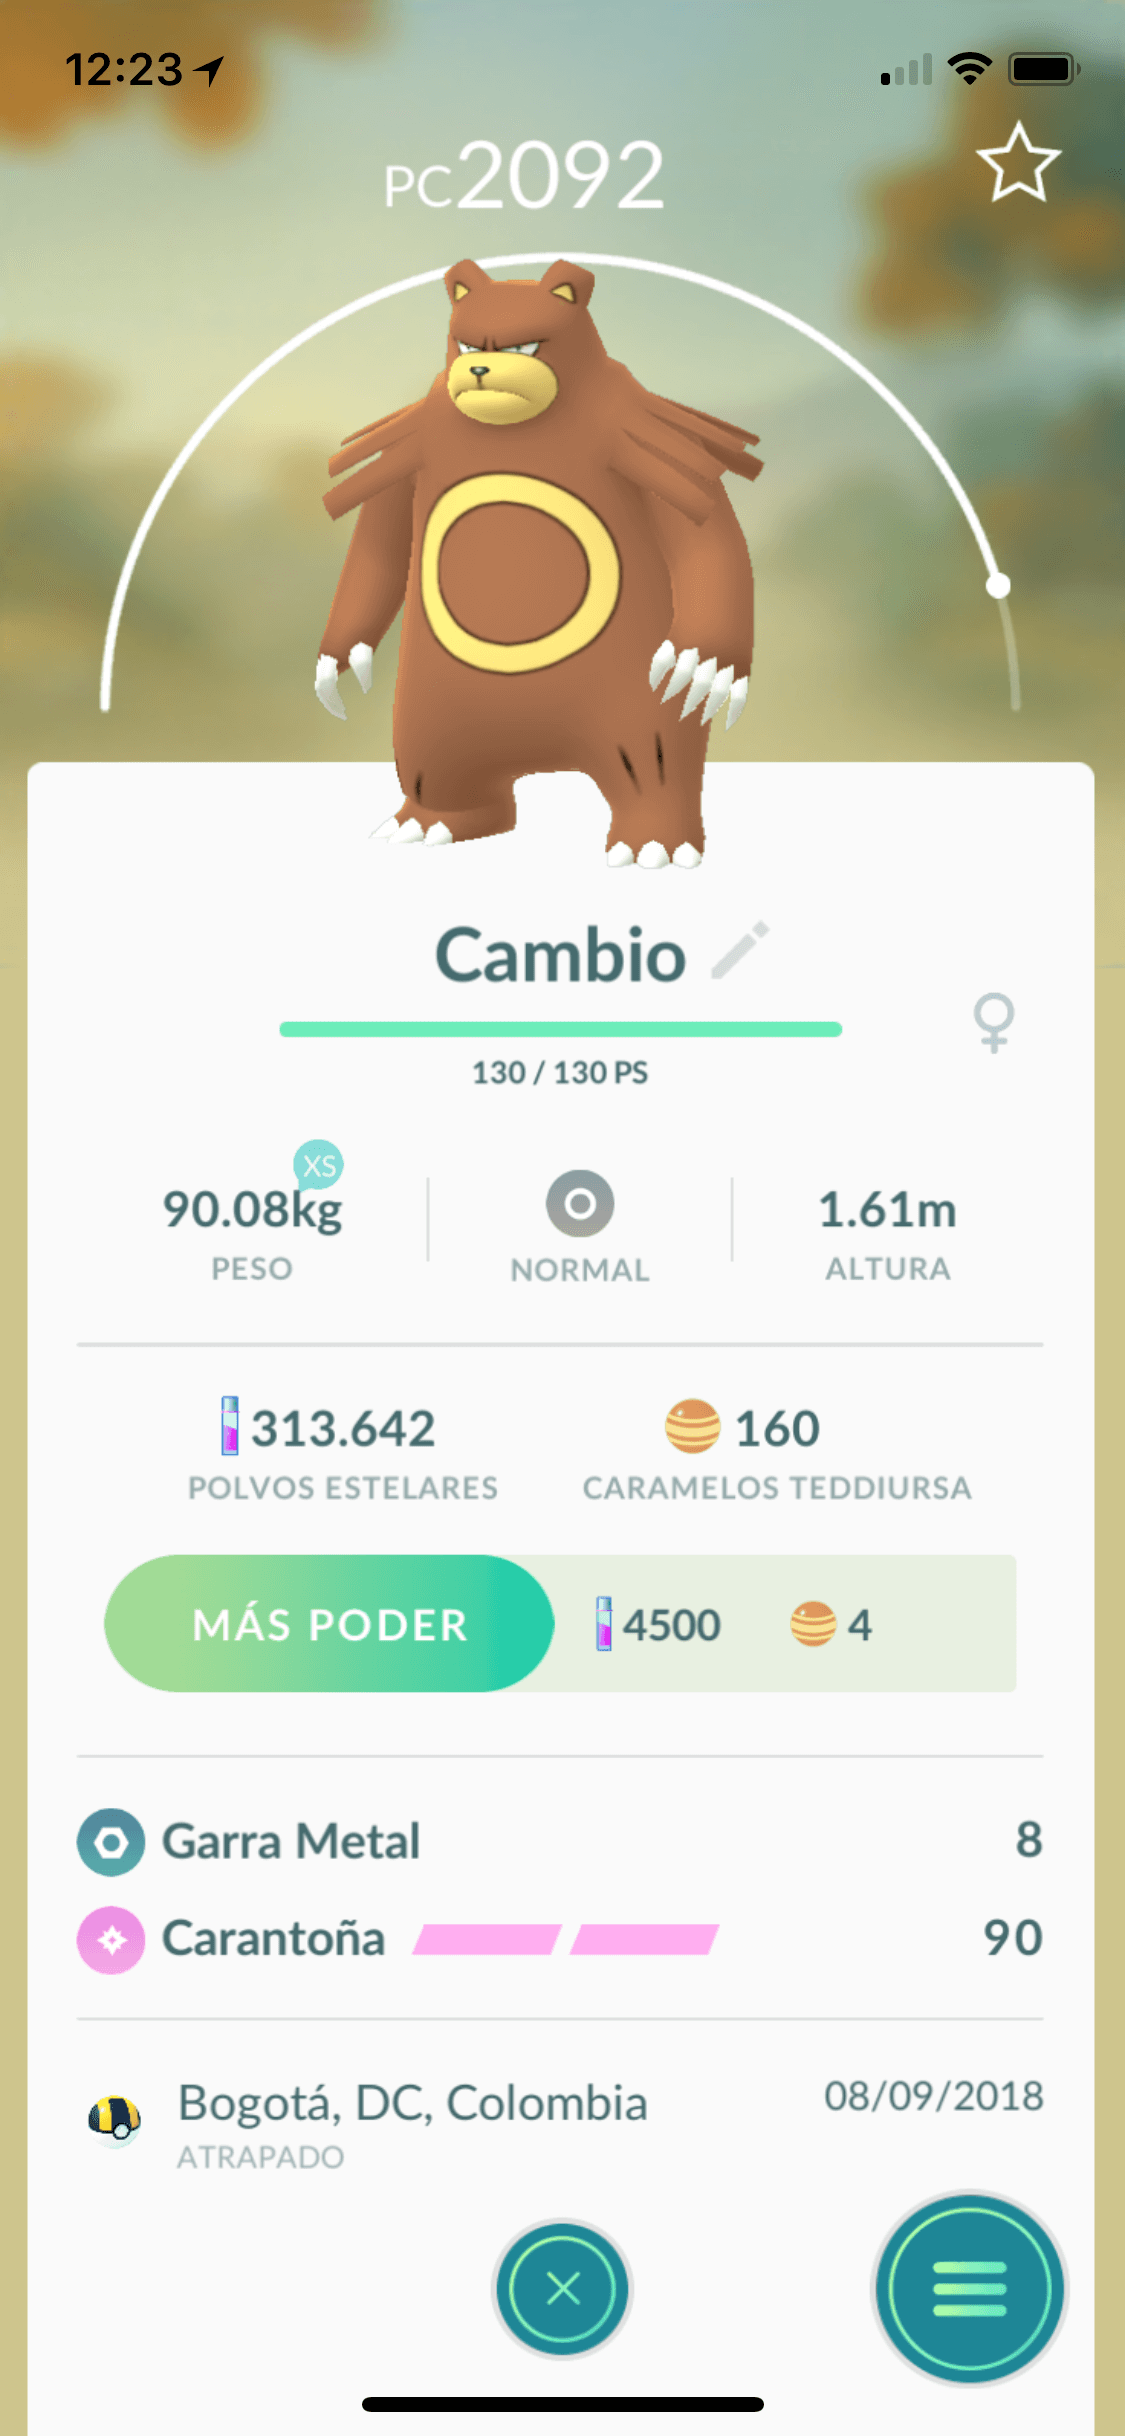 12:23
PC2092
Cambio
130 / 130 PS
XS
90.08kg
PESO
NORMAL
1.61m
ALTURA
313.642
POLVOS ESTELARES
160
CARAMELOS TEDDIURSA
MÁS PODER
4500
4
Garra Metal
8
Carantoña
90
Bogotá, DC, Colombia
08/09/2018
ATRAPADO